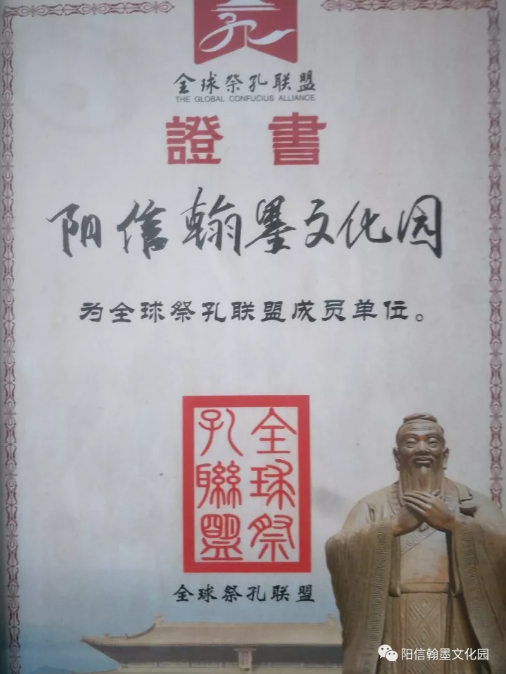 全球祭孔联盟
THE GLOBAL CONFUCIUS ALLIANCE
證書
阳信翰墨文化园
为全球祭孔联盟成员单位。
全球祭
孔聯盟
全球祭孔联盟
阳信翰墨文化园